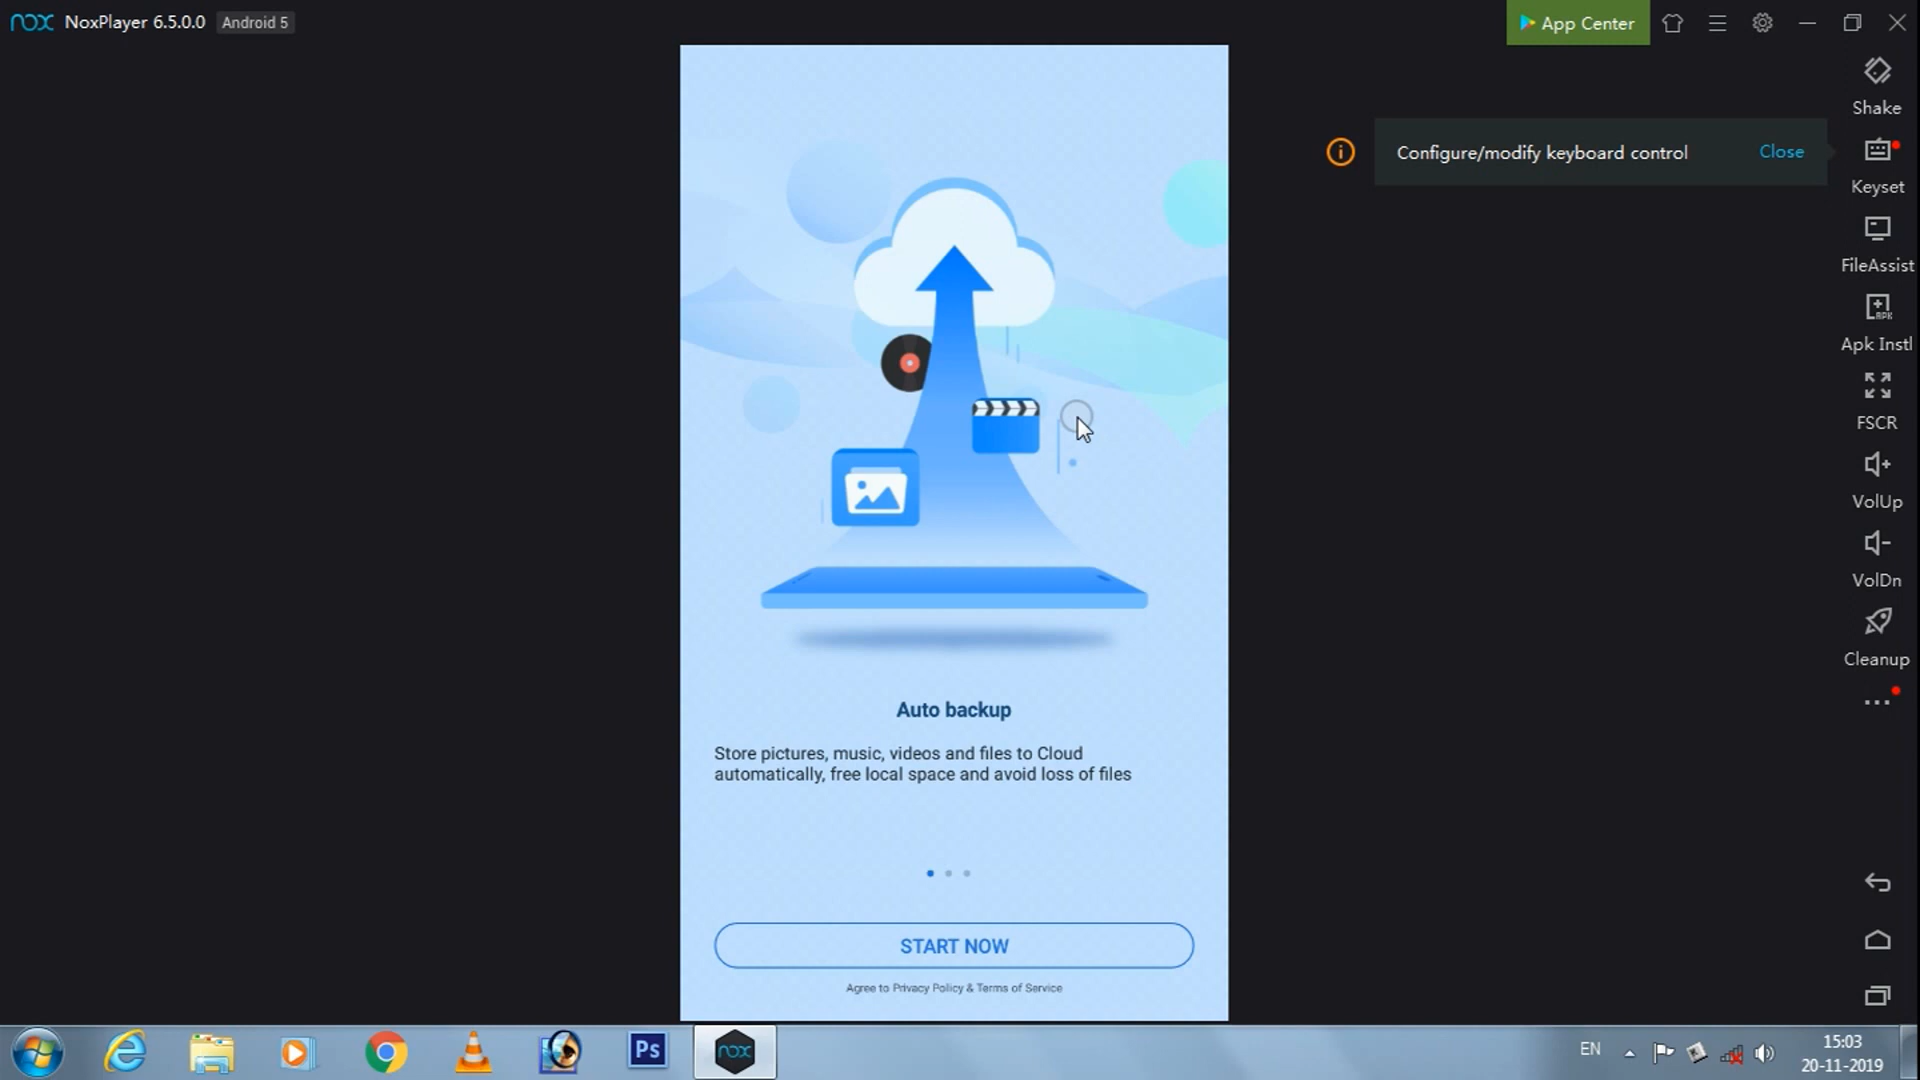 nox NoxPlayer 6.5.0.0 Android 5
App Center
Shake
Configure/modify keyboard control Close
Keyset
FileAssist
APK
Apk Instl
FSCR
VolUp
VolDn
Cleanup
Auto backup
Store pictures, music, videos and files to Cloud
automatically, free local space and avoid loss of files
START NOW
Agree to Privacy Policy & Terms of Service
Ps
nox
EN
15:03
20-11-2019